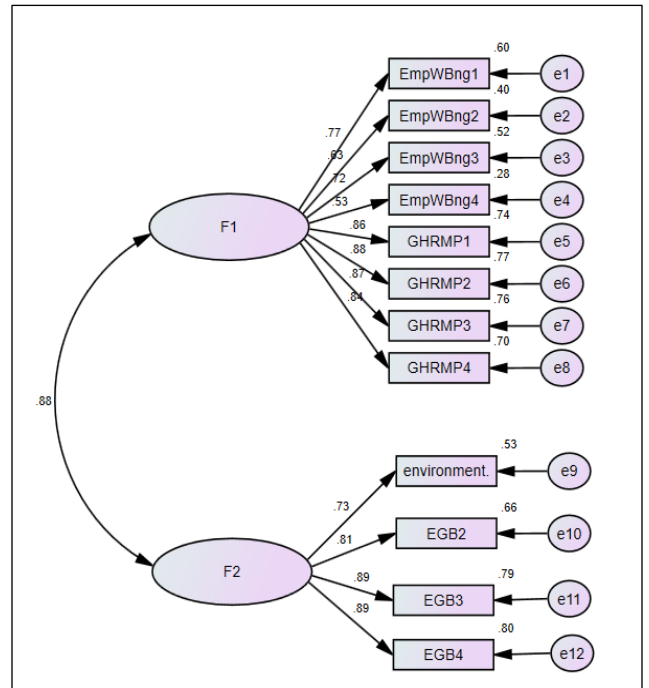 .60
EmpWBng1
e1
.77
.40
EmpWBng2
e2
.63
.52
EmpWBng3
e3
.72
.28
EmpWBng4
e4
.53
.74
F1
GHRMP1
e5
.86
.77
GHRMP2
e6
.88
.76
GHRMP3
e7
.87
.70
GHRMP4
e8
.84
.88
.53
environment.
e9
.73
.66
EGB2
e10
.81
F2
.79
EGB3
e11
.89
.80
EGB4
e12
.89